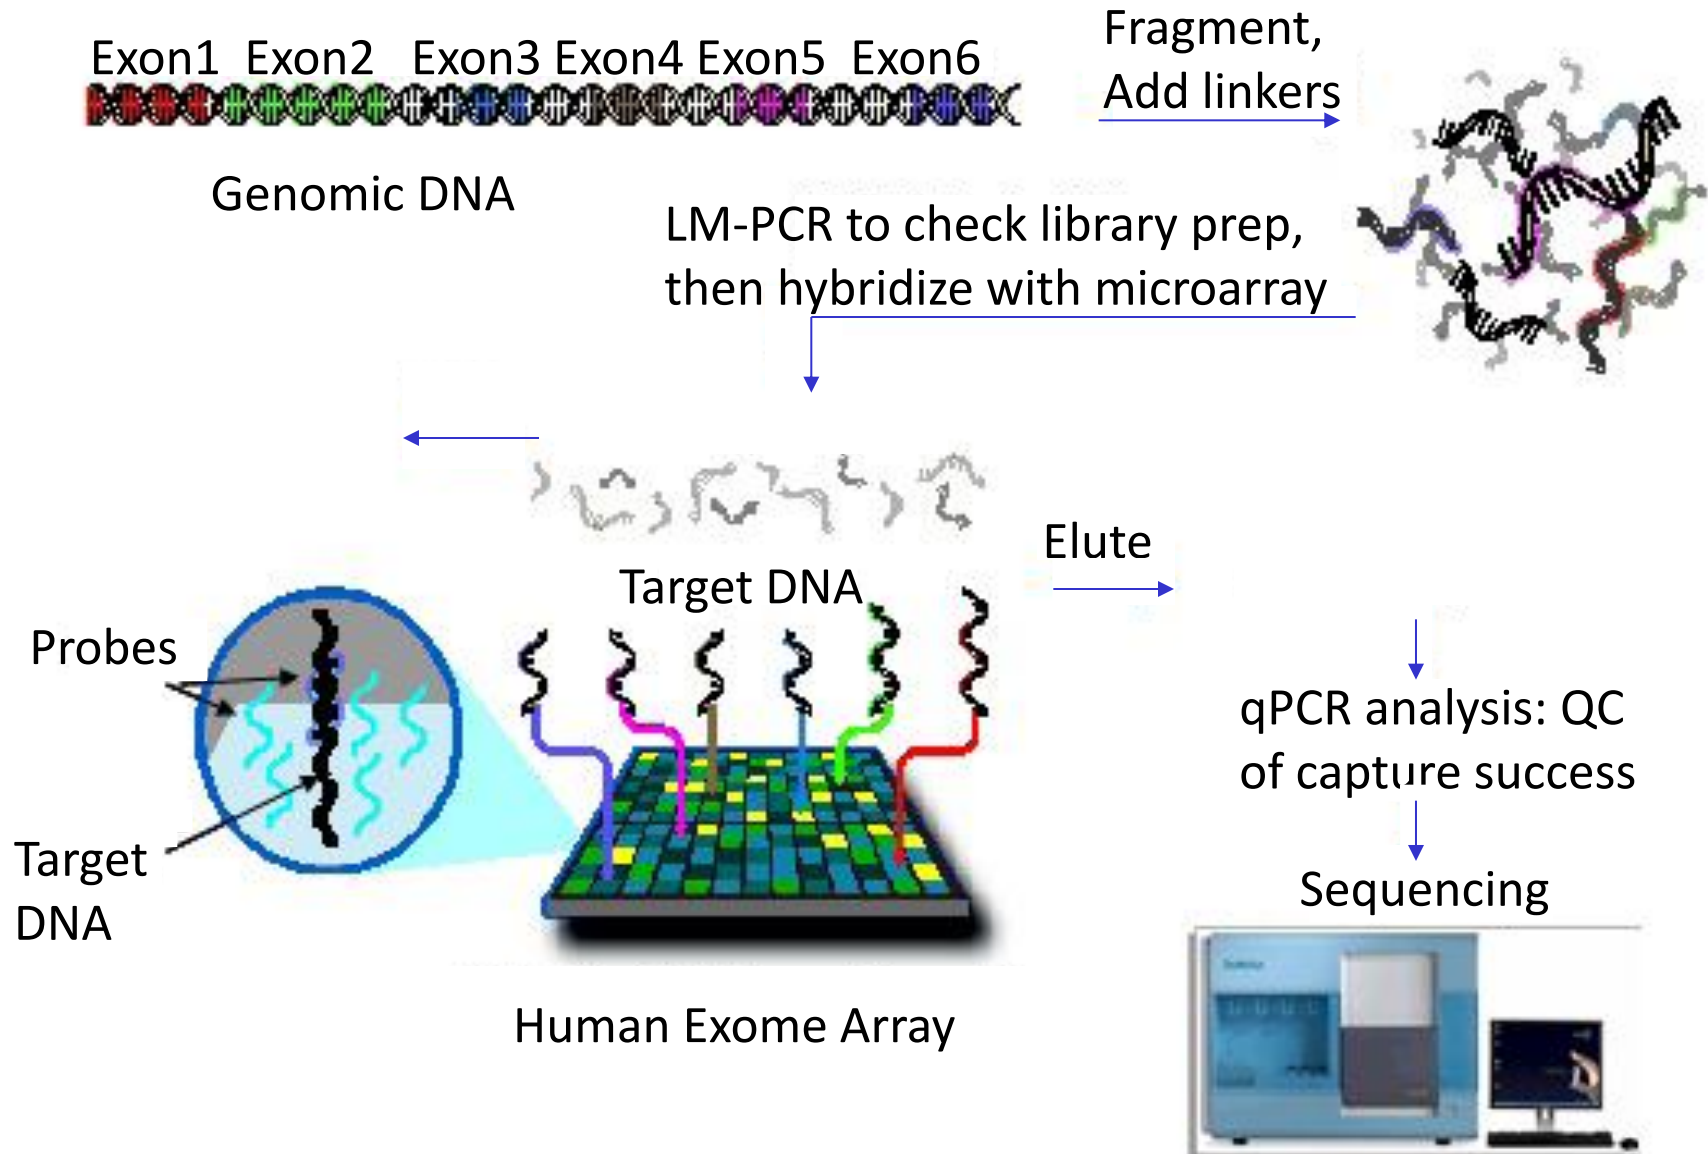 Exon1 Exon2 Exon3 Exon4 Exon5 Exon6
Fragment,
Add linkers
Genomic DNA
LM-PCR to check library prep,
then hybridize with microarray
Elute
Target DNA
Probes
qPCR analysis: QC
of capture success
Target
DNA
Sequencing
Human Exome Array